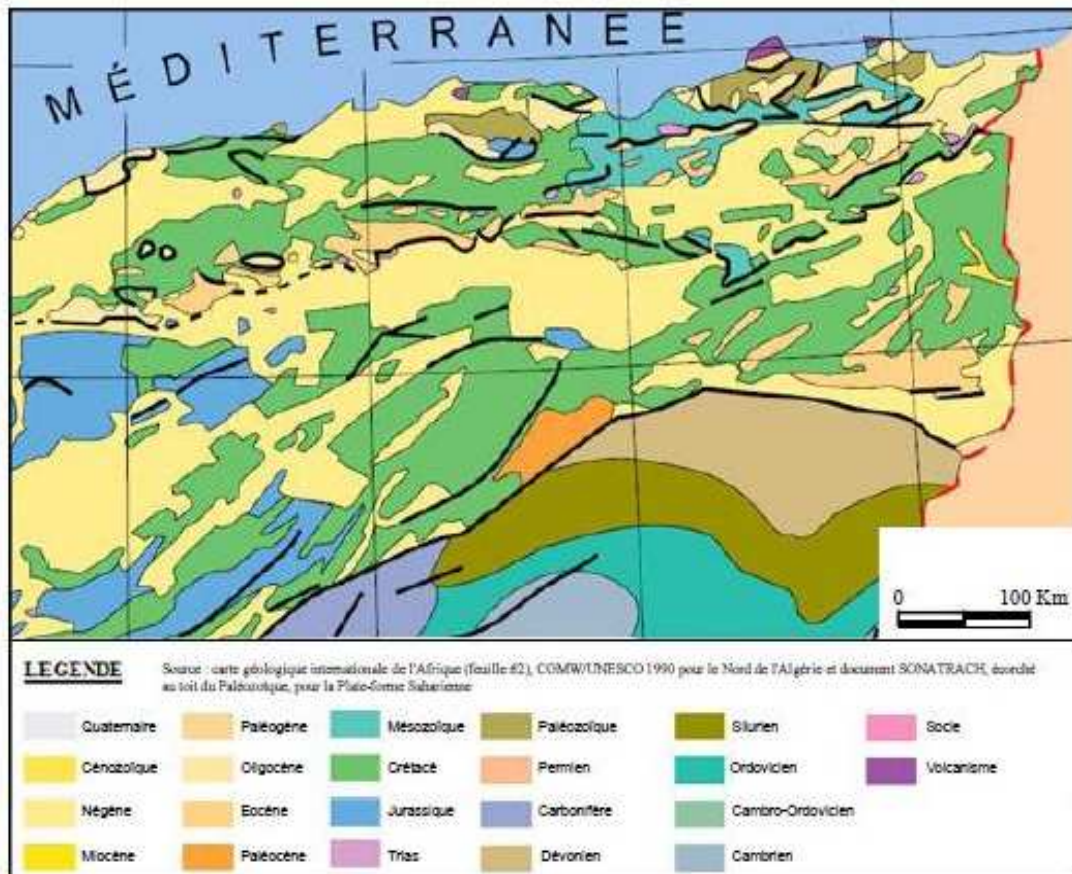 MÉDITERRANEE
0 100 Km
LEGENDE
Source : carte géologique internationale de l'Afrique (feuille #2), CGMW/UNESCO 1990 pour le Nord de l'Algérie et document SONATRACH, écorché
au toit du Paléozoïque, pour la Plate-forme Saharienne
Quaternaire Paléogène Mésozoïque Paléozoïque Silurien Socle
Cénozoïque Oligocène Crétacé Permien Ordovicien Volcanisme
Négène Eocène Jurassique Carbonifère Cambro-Ordovicien
Miocène Paléocène Trias Dévonien Cambrien